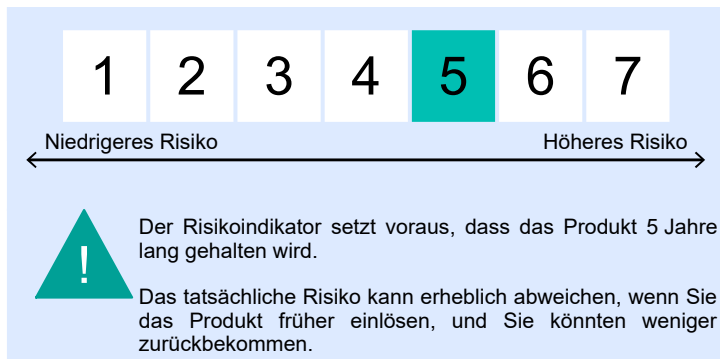 1 2 3 4 5 6 7
Niedrigeres Risiko Höheres Risiko
!
Der Risikoindikator setzt voraus, dass das Produkt 5 Jahre
lang gehalten wird.
Das tatsächliche Risiko kann erheblich abweichen, wenn Sie
das Produkt früher einlösen, und Sie könnten weniger
zurückbekommen.